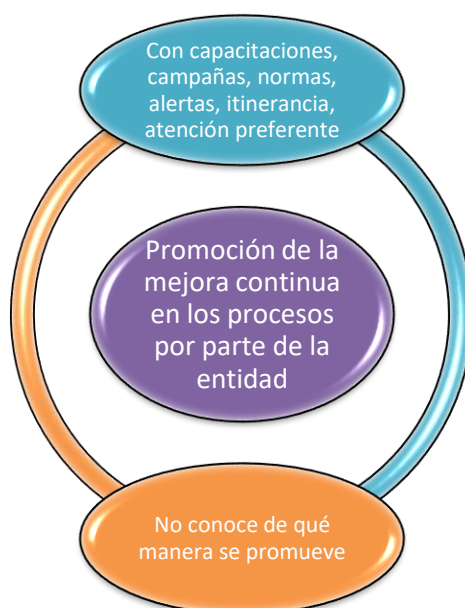 Con capacitaciones,
campañas, normas,
alertas, itinerancia,
atención preferente
Promoción de la
mejora continua
en los procesos
por parte de la
entidad
No conoce de qué
manera se promueve